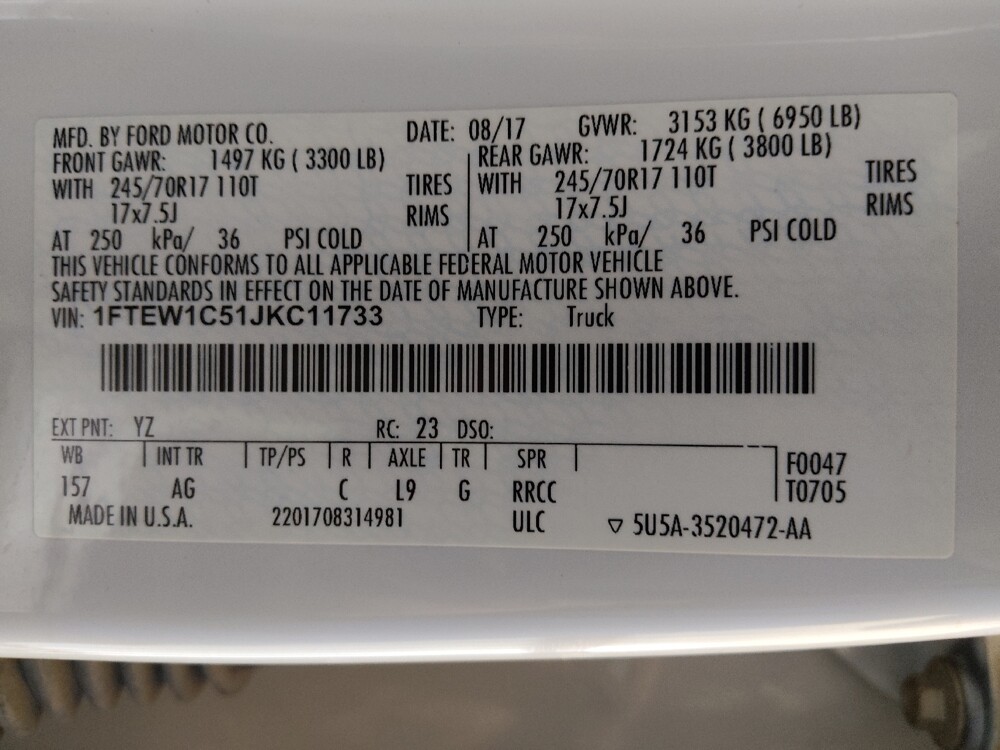 MFD. BY FORD MOTOR CO. DATE: 08/17 GVWR: 3153 KG ( 6950 LB)
FRONT GAWR: 1497 KG ( 3300 LB) REAR GAWR: 1724 KG ( 3800 LB)
WITH 245/70R17 110T TIRES WITH 245/70R17 110T TIRES
17x7.5J RIMS 17x7.5J RIMS
AT 250 kPa/ 36 PSI COLD AT 250 kPa/ 36 PSI COLD
THIS VEHICLE CONFORMS TO ALL APPLICABLE FEDERAL MOTOR VEHICLE
SAFETY STANDARDS IN EFFECT ON THE DATE OF MANUFACTURE SHOWN ABOVE.
VIN: 1FTEW1C51JKC11733 TYPE: Truck
EXT PNT: YZ RC: 23 DSO:
WB INT TR TP/PS R AXLE TR SPR F0047
157 AG C L9 G RRCC T0705
MADE IN U.S.A. 2201708314981 ULC ▽ 5U5A-3520472-AA